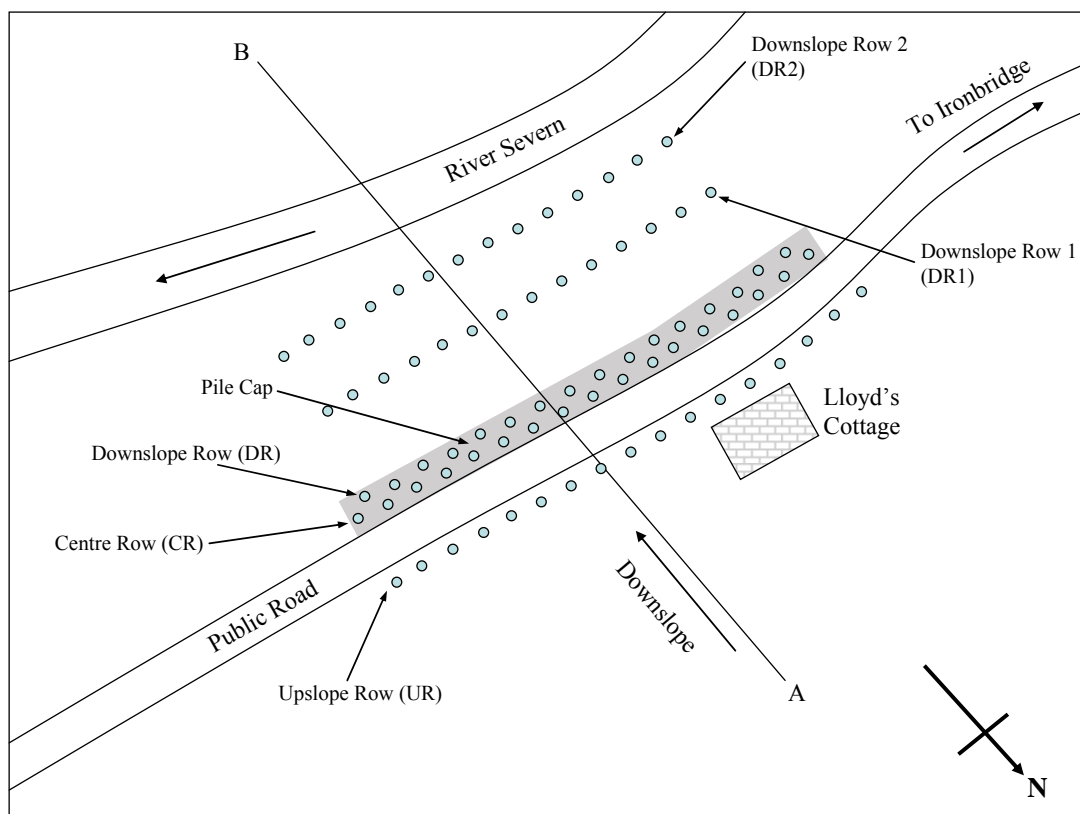 B
Downslope Row 2
(DR2)
To Ironbridge
River Severn
Downslope Row 1
(DR1)
Pile Cap
Lloyd's
Cottage
Downslope Row (DR)
Centre Row (CR)
Public Road
Downslope
Upslope Row (UR)
A
N